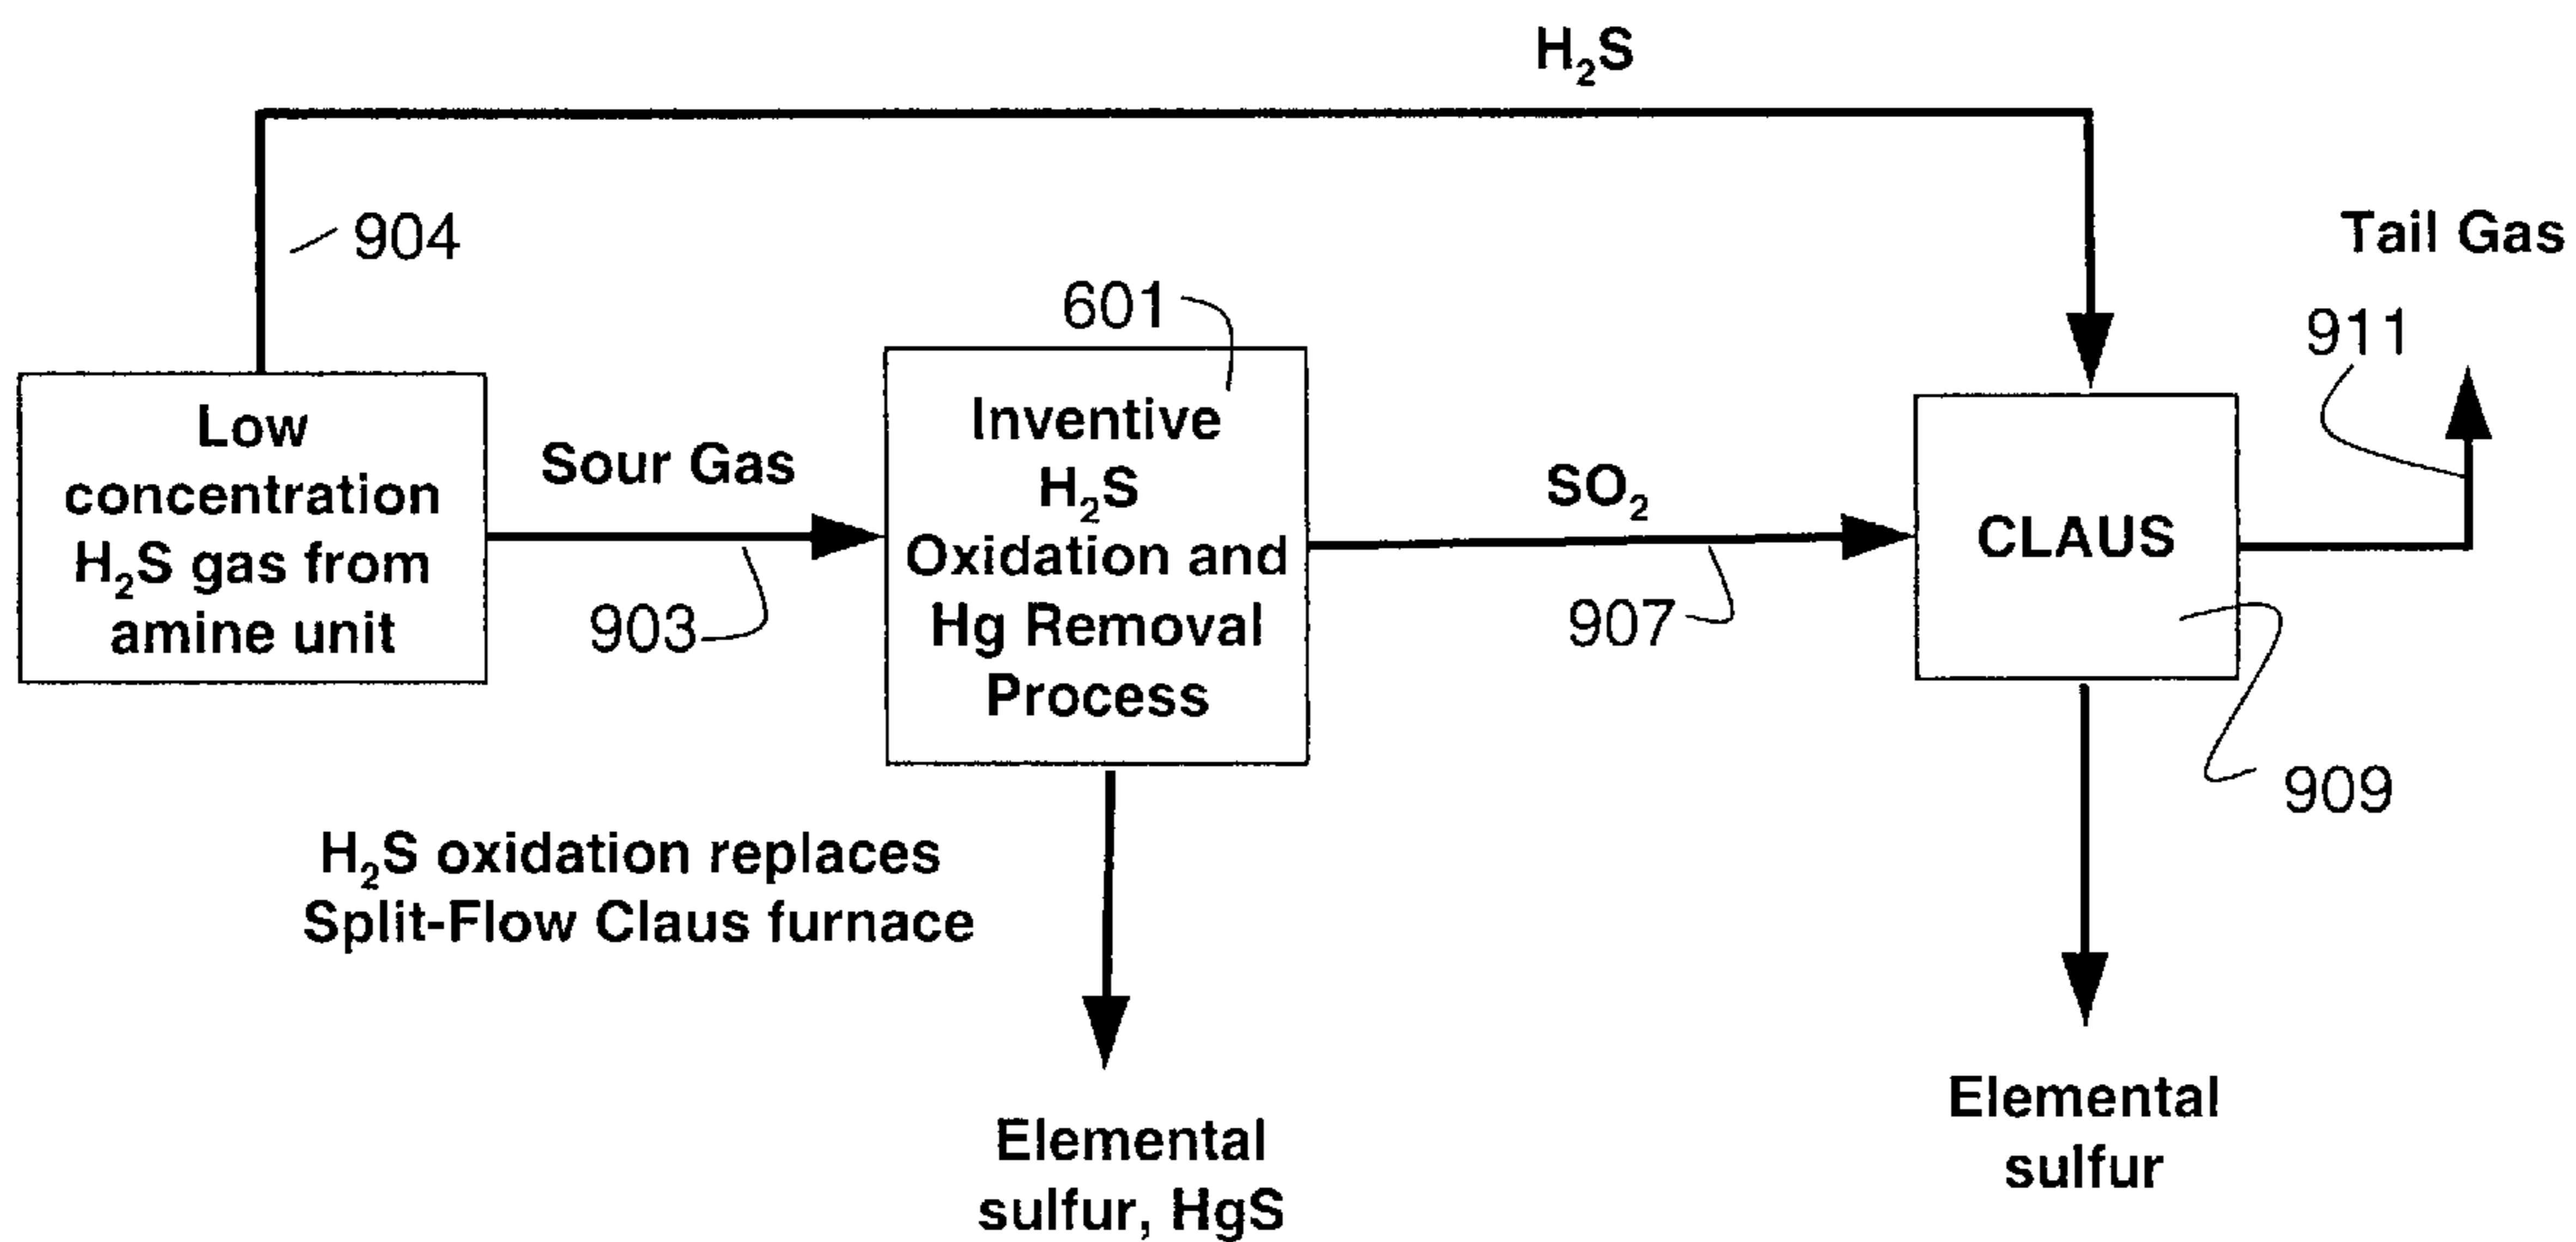 H₂S
904
Tail Gas
911
601
Low
concentration
H₂S gas from
amine unit
Sour Gas
903
Inventive
H₂S
Oxidation and
Hg Removal
Process
SO₂
907
CLAUS
909
H₂S oxidation replaces
Split-Flow Claus furnace
Elemental
sulfur, HgS
Elemental
sulfur